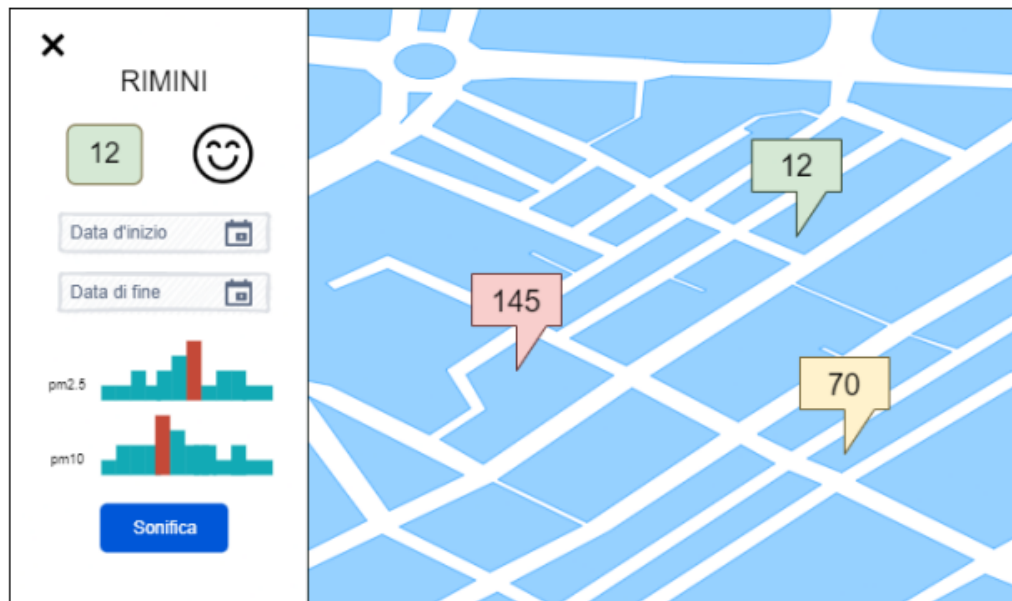 RIMINI
12
Data d'inizio
Data di fine
pm2.5
pm10
Sonifica
12
145
70